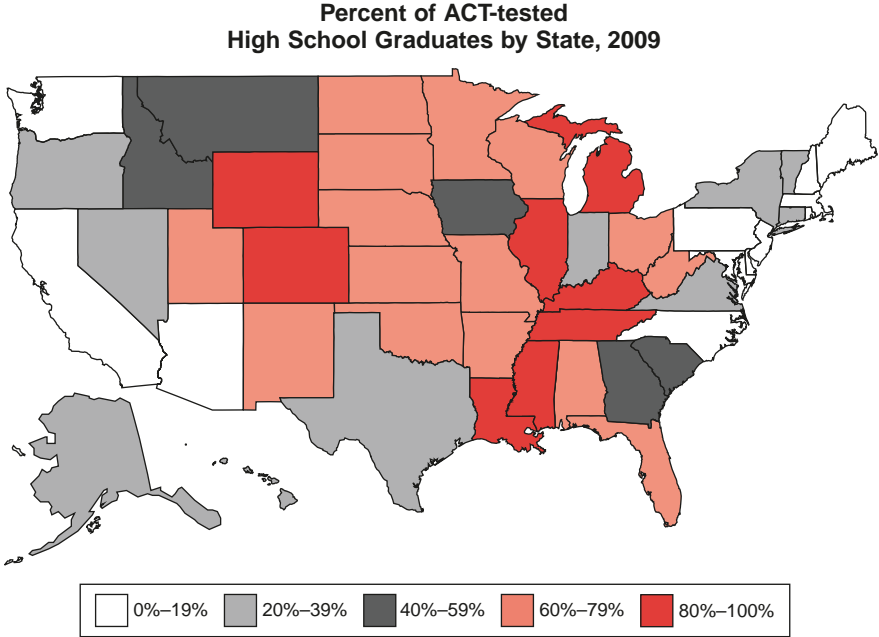 Percent of ACT-tested
High School Graduates by State, 2009
0%–19% 20%–39% 40%–59% 60%–79% 80%–100%